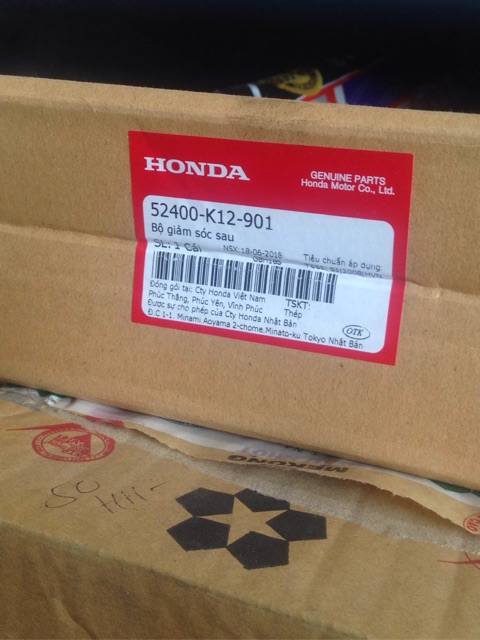 HONDA
GENUINE PARTS
Honda Motor Co., Ltd.
52400-K12-901
Bộ giảm sóc sau
SL: 1 Cái
NSX:18-06-2018
Tiêu chuẩn áp dụng
Đóng gói tại: Cty Honda Việt Nam
Phúc Thắng, Phúc Yên, Vĩnh Phúc
TSKT:
Thép
Được sự cho phép của Cty Honda Nhật Bản
Đ.C 1-1. Minami Aoyama 2-chome.Minato-ku Tokyo Nhật Bản
OTK
MEKONG
50